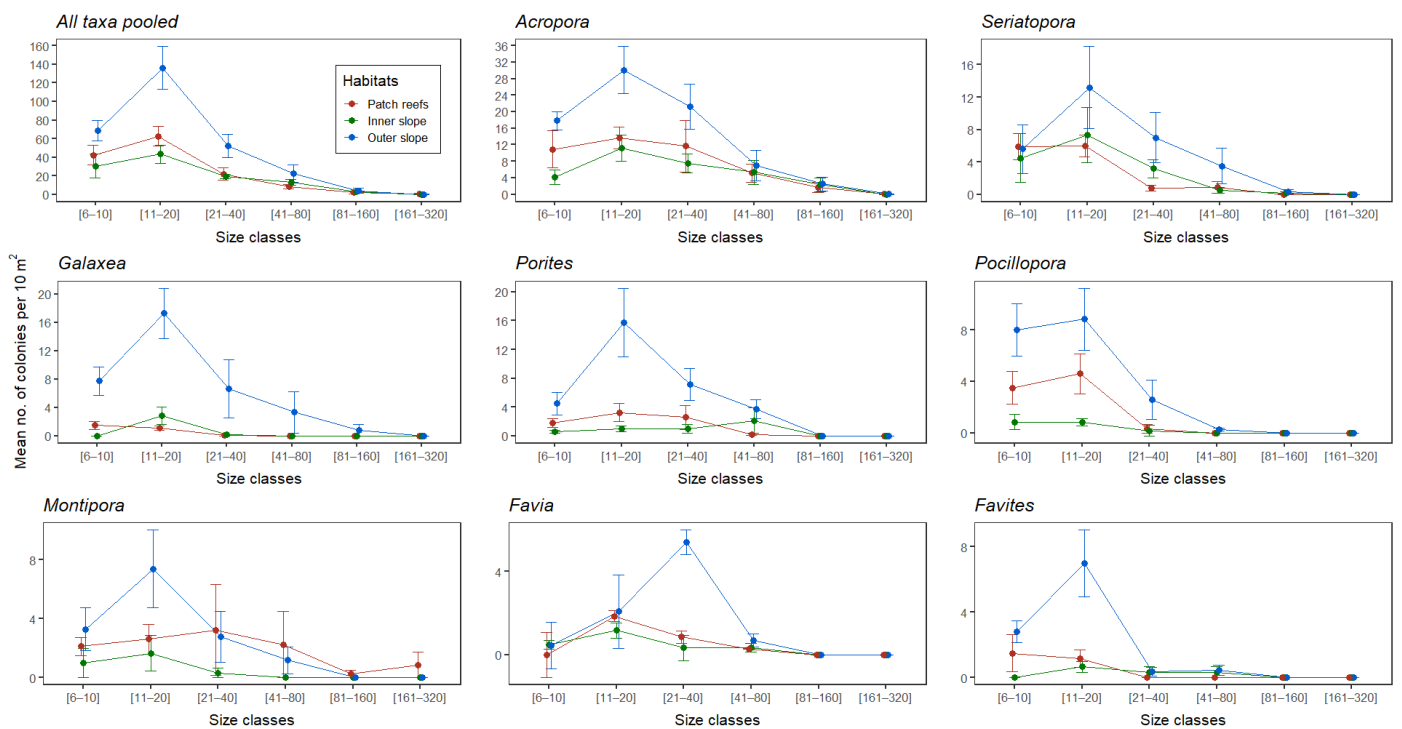 All taxa pooled
160
140
120
100
80
60
40
20
0
Habitats
Patch reefs
Inner slope
Outer slope
[6–10] [11–20] [21–40] [41–80] [81–160] [161–320]
Size classes
Acropora
36
32
28
24
20
16
12
8
4
0
[6–10] [11–20] [21–40] [41–80] [81–160] [161–320]
Size classes
Seriatopora
16
12
8
4
0
[6–10] [11–20] [21–40] [41–80] [81–160] [161–320]
Size classes
Mean no. of colonies per 10 m²
Galaxea
20
16
12
8
4
0
[6–10] [11–20] [21–40] [41–80] [81–160] [161–320]
Size classes
Porites
20
16
12
8
4
0
[6–10] [11–20] [21–40] [41–80] [81–160] [161–320]
Size classes
Pocillopora
8
4
0
[6–10] [11–20] [21–40] [41–80] [81–160] [161–320]
Size classes
Montipora
8
4
0
[6–10] [11–20] [21–40] [41–80] [81–160] [161–320]
Size classes
Favia
4
0
[6–10] [11–20] [21–40] [41–80] [81–160] [161–320]
Size classes
Favites
8
4
0
[6–10] [11–20] [21–40] [41–80] [81–160] [161–320]
Size classes